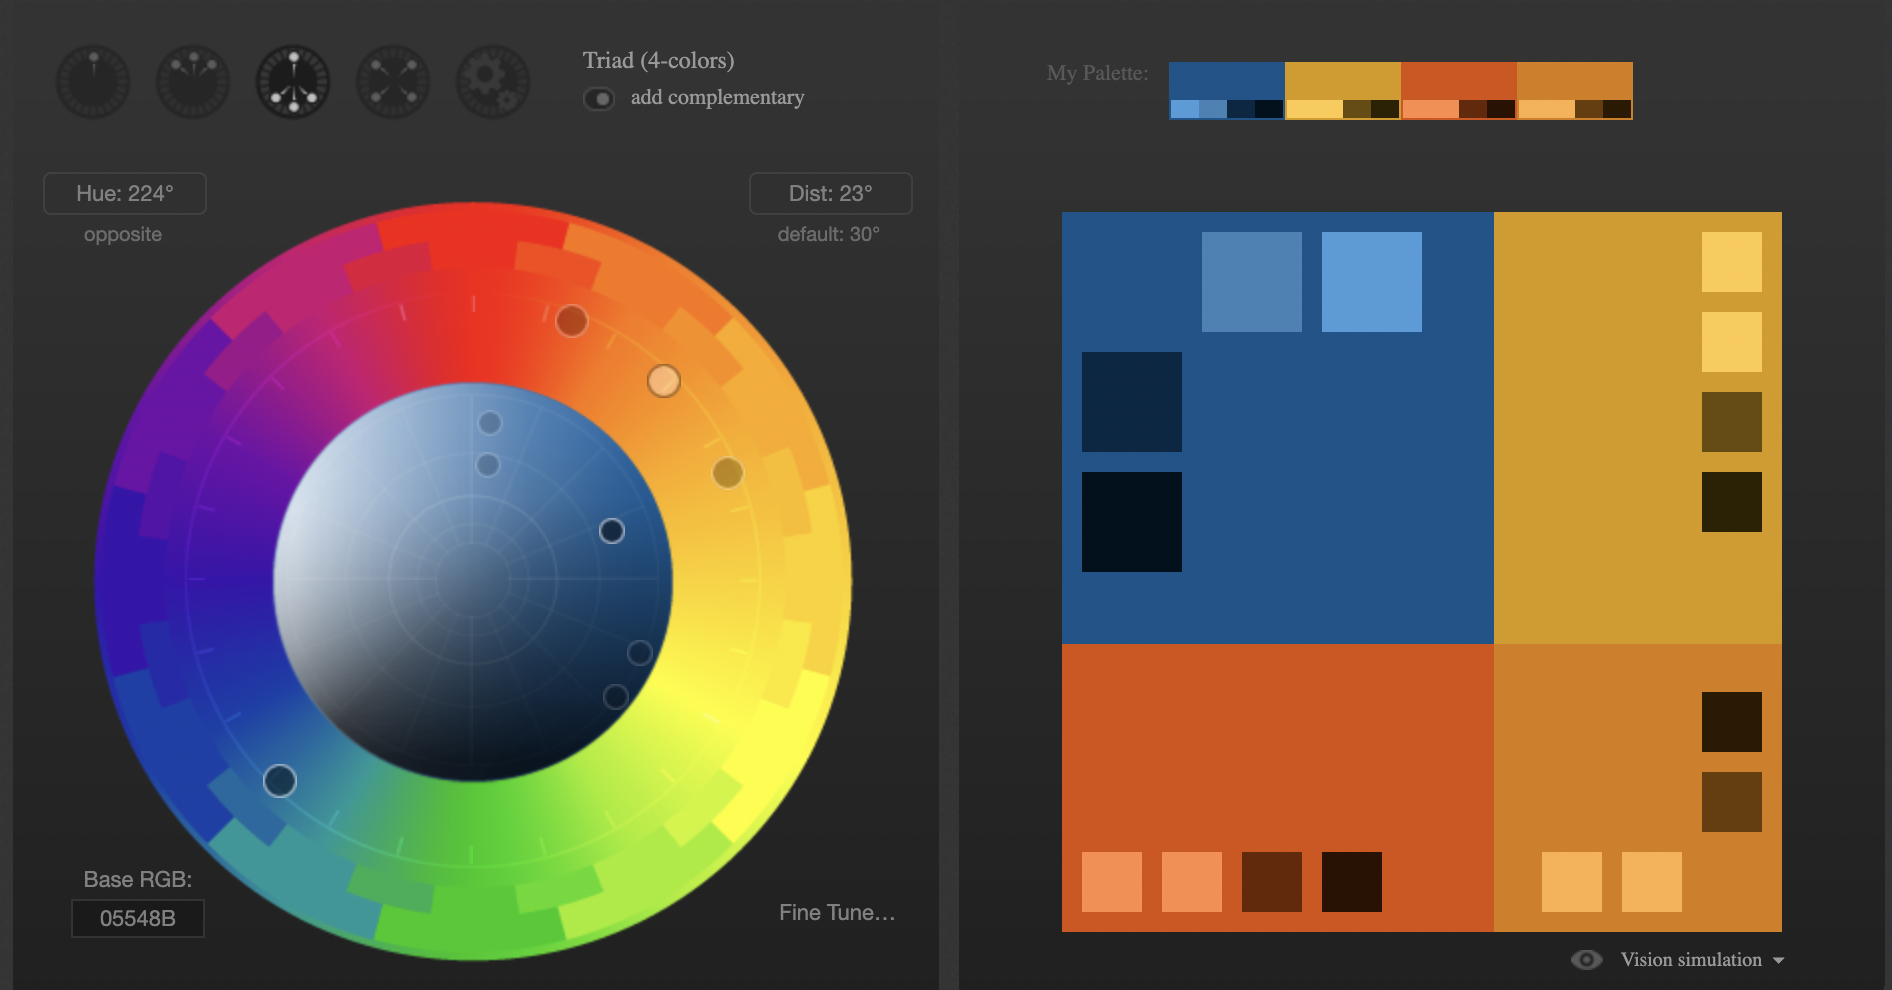 Triad (4-colors)
add complementary
My Palette:
Hue: 224°
opposite
Dist: 23°
default: 30°
Base RGB:
05548B
Fine Tune...
Vision simulation